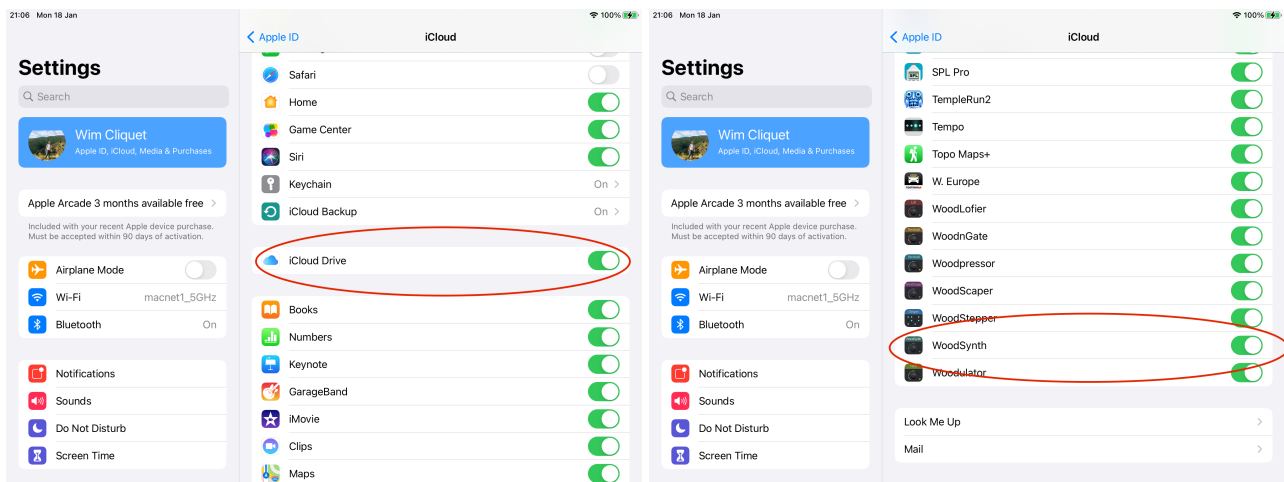 21:06 Mon 18 Jan
100%
Apple ID
iCloud
Settings
Search
Wim Cliquet
Apple ID, iCloud, Media & Purchases
Apple Arcade 3 months available free
Included with your recent Apple device purchase.
Must be accepted within 90 days of activation.
Airplane Mode
Wi-Fi macnet1_5GHz
Bluetooth On
Notifications
Sounds
Do Not Disturb
Screen Time
Safari
Home
Game Center
Siri
Keychain On
iCloud Backup On
iCloud Drive
Books
Numbers
Keynote
GarageBand
iMovie
Clips
Maps
21:06 Mon 18 Jan
100%
Apple ID
iCloud
Settings
Search
Wim Cliquet
Apple ID, iCloud, Media & Purchases
Apple Arcade 3 months available free
Included with your recent Apple device purchase.
Must be accepted within 90 days of activation.
Airplane Mode
Wi-Fi macnet1_5GHz
Bluetooth On
Notifications
Sounds
Do Not Disturb
Screen Time
SPL Pro
TempleRun2
Tempo
Topo Maps+
W. Europe
WoodLofier
WoodnGate
Woodpressor
WoodScaper
WoodStepper
WoodSynth
Woodulator
Look Me Up
Mail